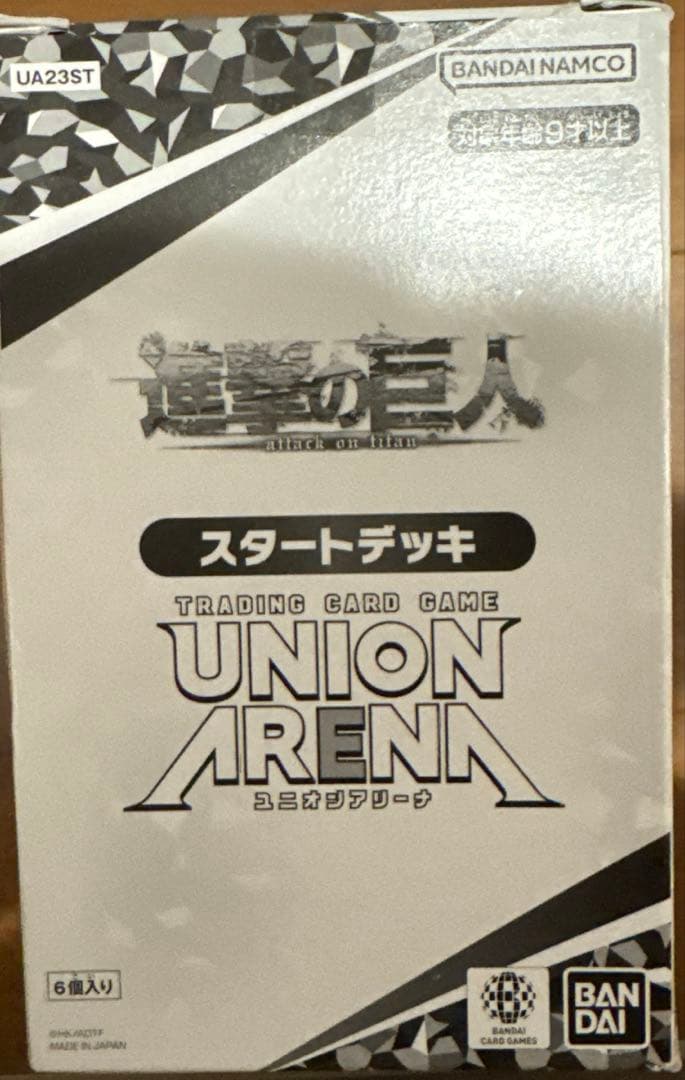 UA23ST
BANDAI NAMCO
対象年齢9才以上
進撃の巨人
attack on titan
スタートデッキ
TRADING CARD GAME
UNION
ARENA
ユニオンアリーナ
6個入り
MADE IN JAPAN
BANDAI
CARD GAMES
BAN
DAI